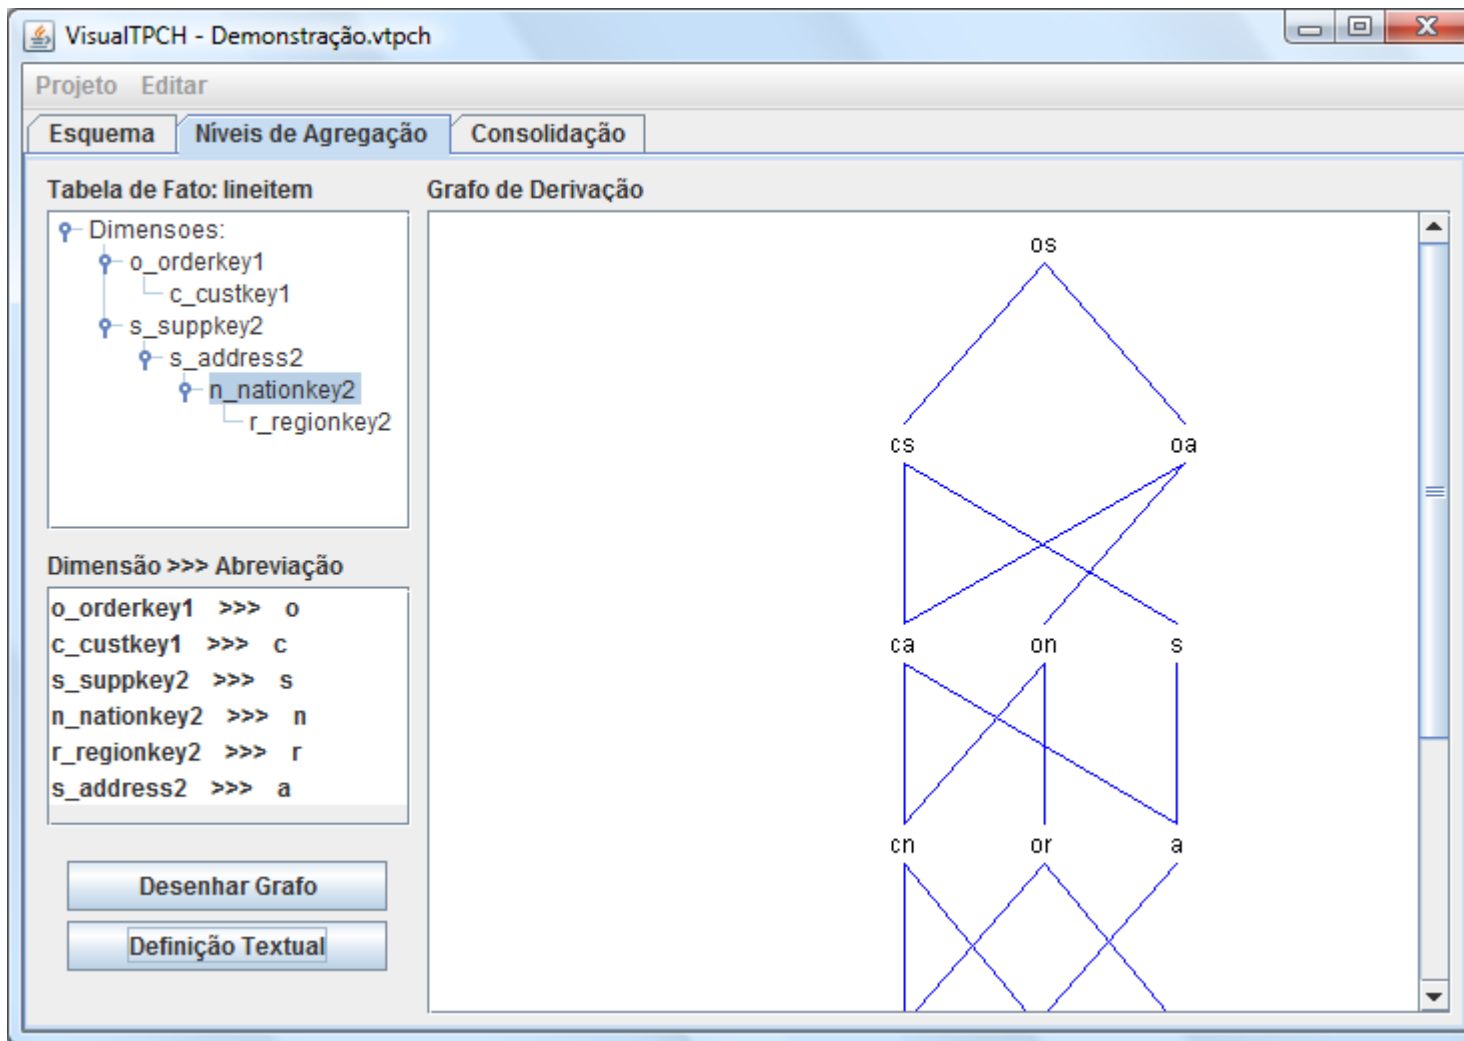 VisualTPCH - Demonstração.vtpch
Projeto Editar
Esquema Níveis de Agregação Consolidação
Tabela de Fato: lineitem
Dimensoes:
o_orderkey1
c_custkey1
s_suppkey2
s_address2
n_nationkey2
r_regionkey2
Dimensão >>> Abreviação
o_orderkey1 >>> o
c_custkey1 >>> c
s_suppkey2 >>> s
n_nationkey2 >>> n
r_regionkey2 >>> r
s_address2 >>> a
Desenhar Grafo
Definição Textual
Grafo de Derivação
os
cs oa
ca on s
cn or a